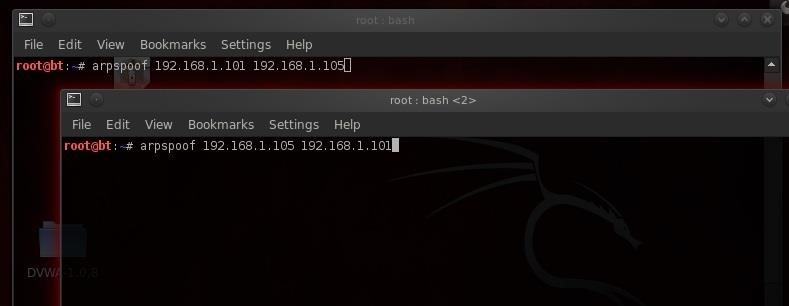 root : bash
File Edit View Bookmarks Settings Help
root@bt:~# arpspoof 192.168.1.101 192.168.1.105
root : bash <2>
File Edit View Bookmarks Settings Help
root@bt:~# arpspoof 192.168.1.105 192.168.1.101
DVWA-1.0.8